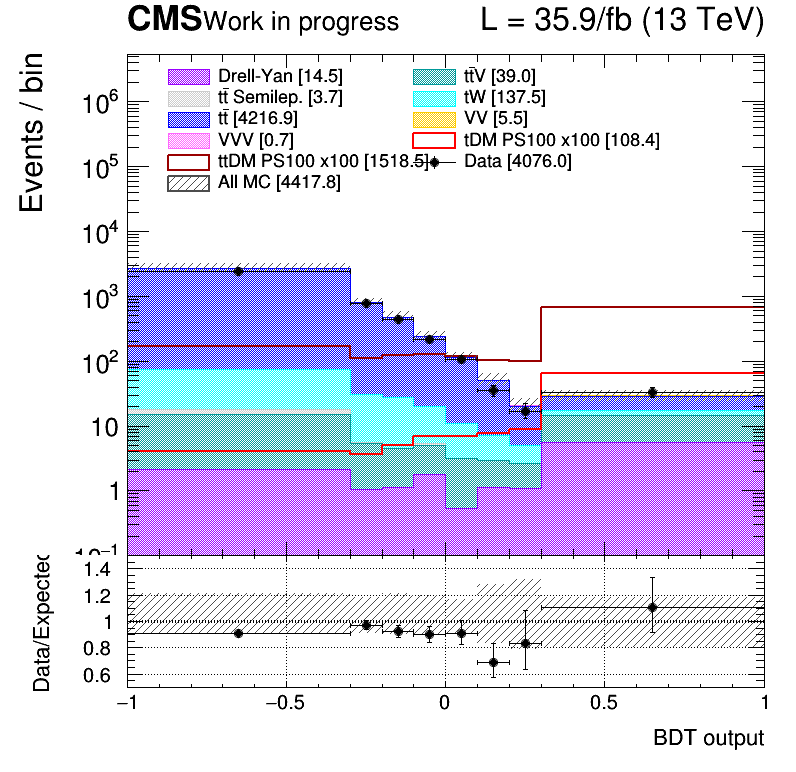 CMS Work in progress L = 35.9/fb (13 TeV)
Events / bin
Drell-Yan [14.5] tt̄V [39.0]
tt̄ Semilep. [3.7] tW [137.5]
tt̄ [4216.9] VV [5.5]
VVV [0.7] tDM PS100 x100 [108.4]
ttDM PS100 x100 [1518.5] Data [4076.0]
All MC [4417.8]
10⁶
10⁵
10⁴
10³
10²
10
1
10⁻¹
Data/Expected
1.4
1.2
1
0.8
0.6
−1 −0.5 0 0.5 1
BDT output